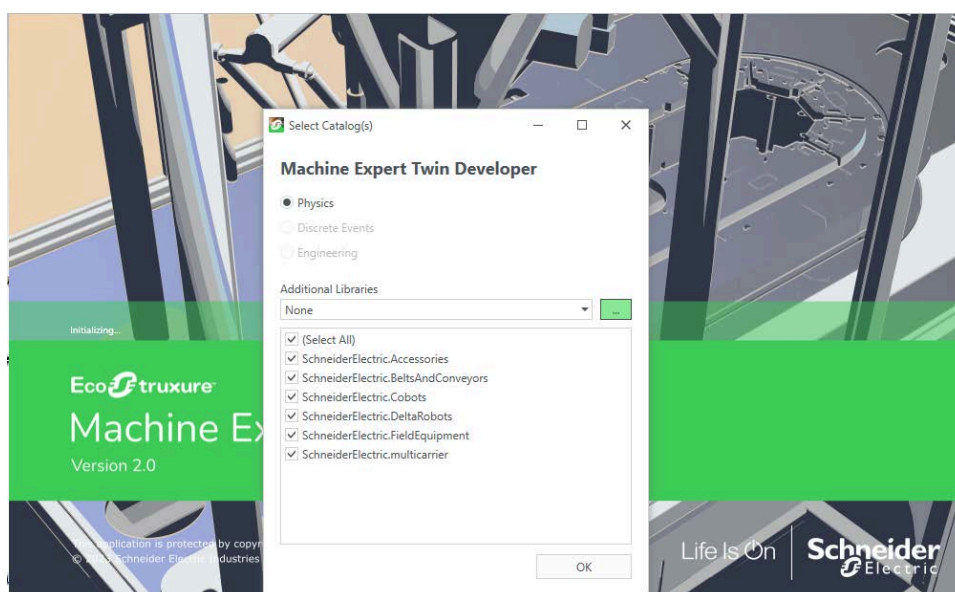 Select Catalog(s)
Machine Expert Twin Developer
Physics
Discrete Events
Engineering
Additional Libraries
None
...
(Select All)
SchneiderElectric.Accessories
SchneiderElectric.BeltsAndConveyors
SchneiderElectric.Cobots
SchneiderElectric.DeltaRobots
SchneiderElectric.FieldEquipment
SchneiderElectric.multicarrier
OK
Initializing...
EcoStruxure
Machine Ex
Version 2.0
This application is protected by copyr
Schneider Electric Industries
Life Is On
Schneider
Electric